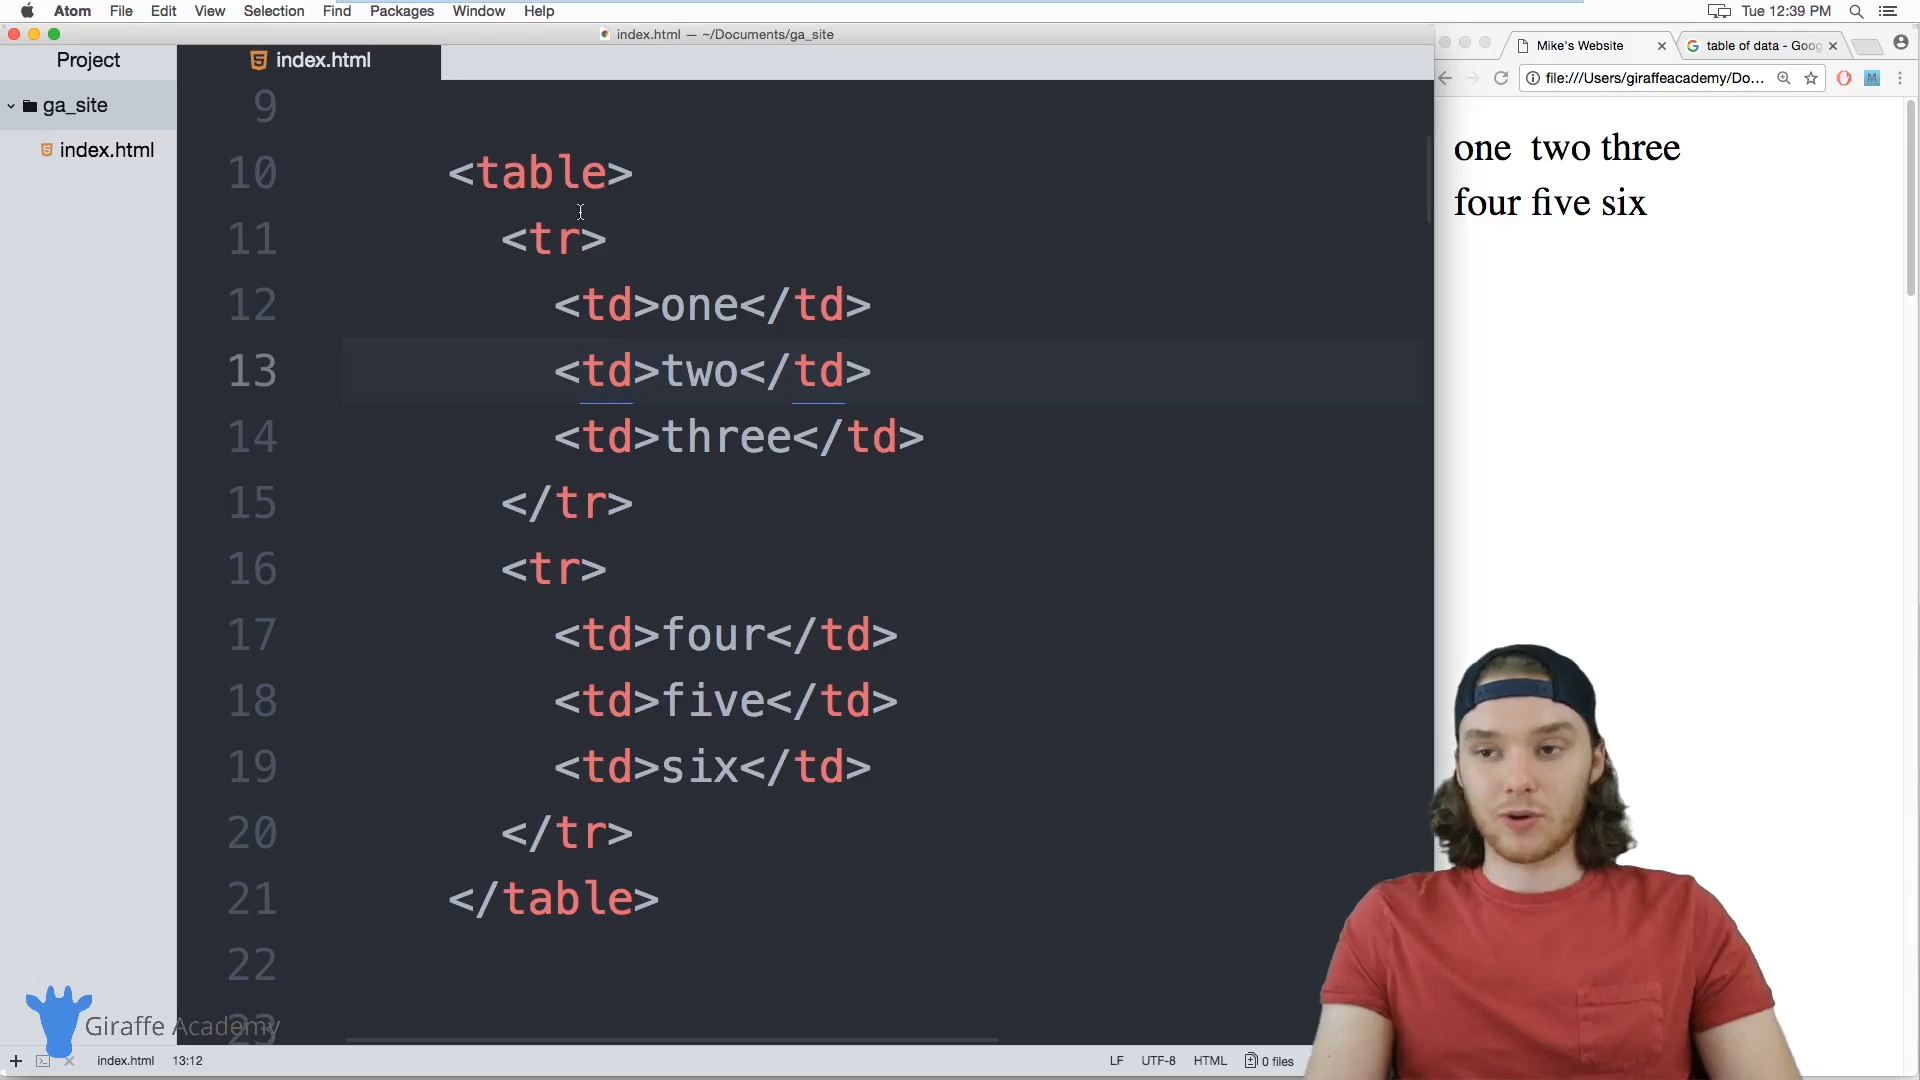 Atom File Edit View Selection Find Packages Window Help Tue 12:39 PM
index.html — ~/Documents/ga_site
Project
ga_site
index.html
index.html
9
10 <table>
11 <tr>
12 <td>one</td>
13 <td>two</td>
14 <td>three</td>
15 </tr>
16 <tr>
17 <td>four</td>
18 <td>five</td>
19 <td>six</td>
20 </tr>
21 </table>
22
23
Giraffe Academy
index.html 13:12 LF UTF-8 HTML 0 files
Mike's Website table of data - Goog
file:///Users/giraffeacademy/Do...
M
one two three
four five six